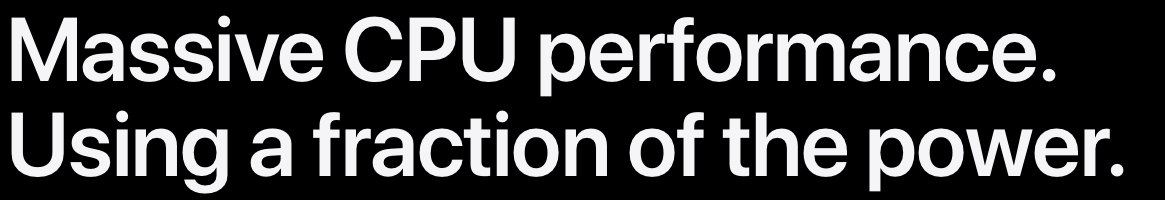 Massive CPU performance.
Using a fraction of the power.